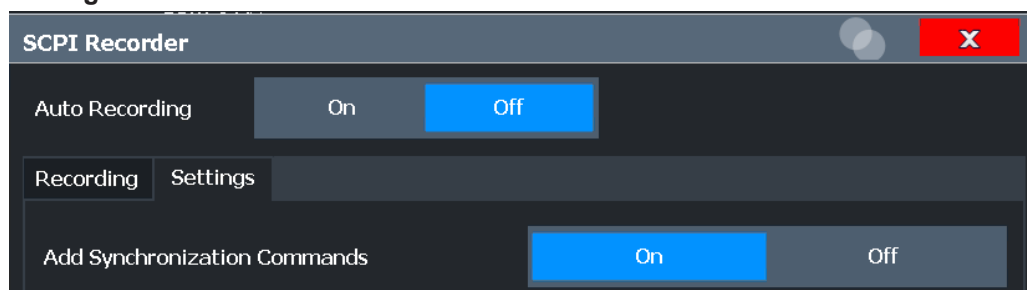 SCPI Recorder X
Auto Recording On Off
Recording Settings
Add Synchronization Commands On Off